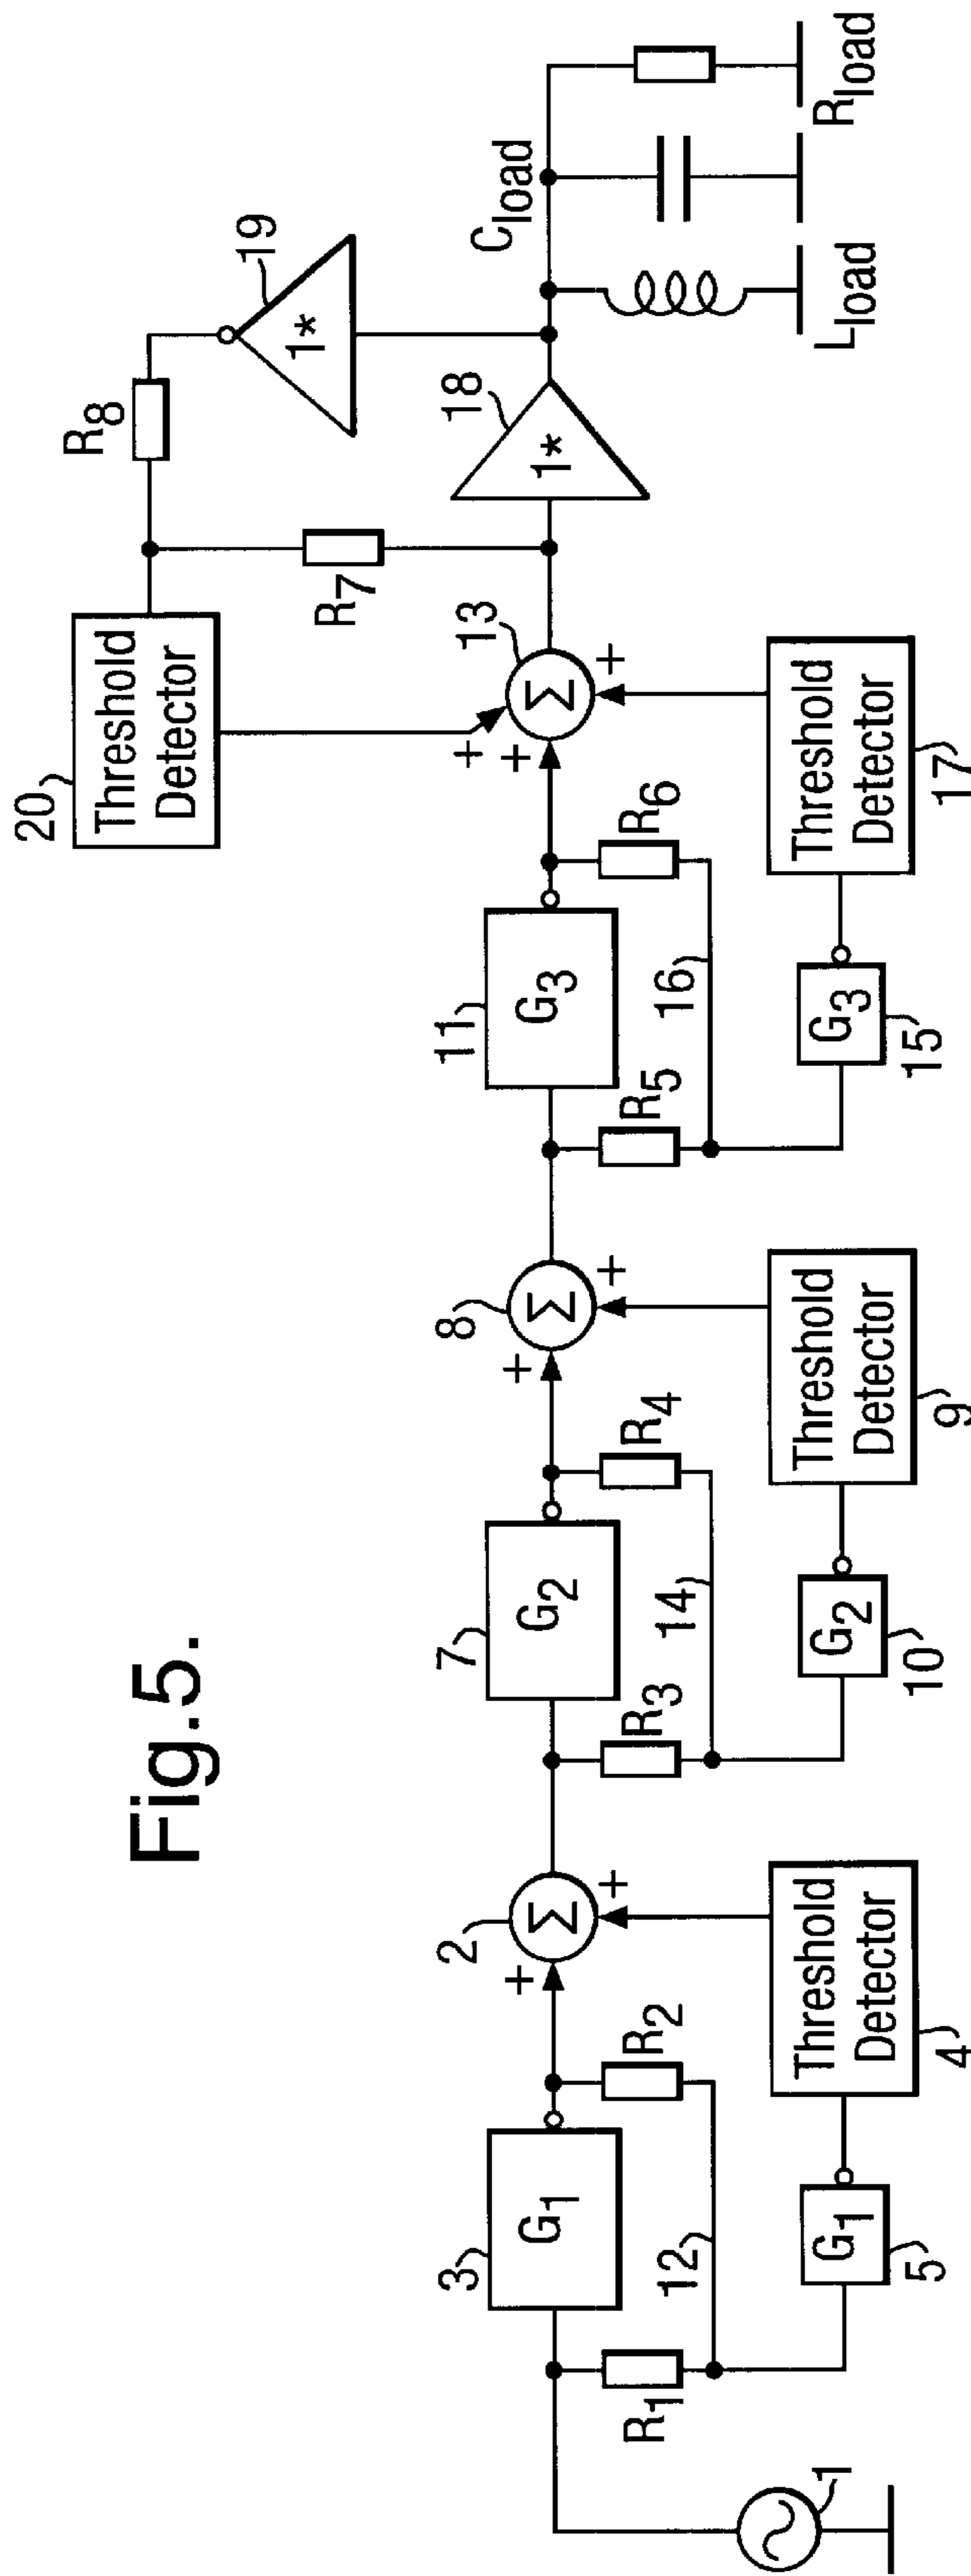 Fig.5.
20
Threshold
Detector
R8
19
1*
R7
13
+
+
Σ
+
18
1*
Cload
Lload
Rload
1
R1
3
G1
12
R2
5
G1
4
Threshold
Detector
2
+
Σ
+
7
G2
R3
14
R4
10
G2
9
Threshold
Detector
8
+
Σ
+
11
G3
R5
16
R6
15
G3
17
Threshold
Detector